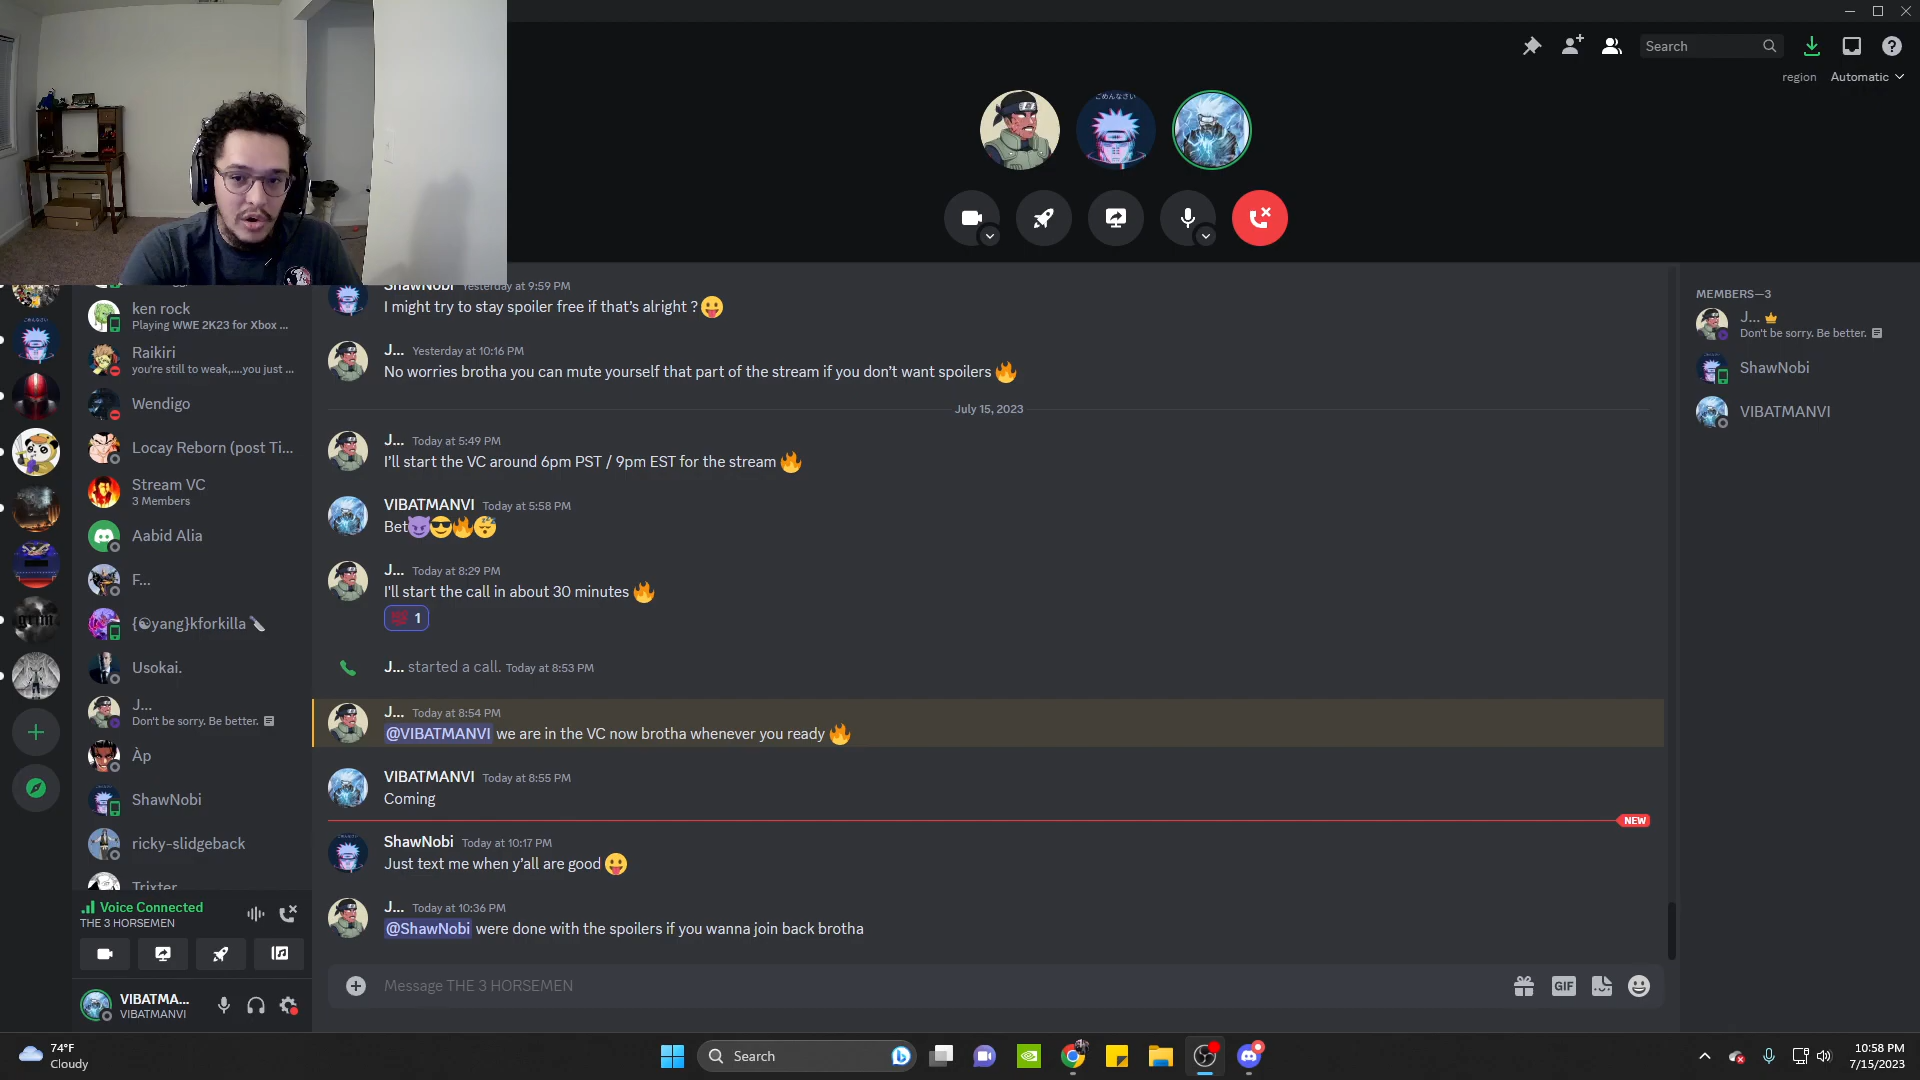 Search
region Automatic
ごめんなさい
ShawNobi Yesterday at 9:59 PM
I might try to stay spoiler free if that's alright ?
J... Yesterday at 10:16 PM
No worries brotha you can mute yourself that part of the stream if you don't want spoilers
July 15, 2023
J... Today at 5:49 PM
I'll start the VC around 6pm PST / 9pm EST for the stream
VIBATMANVI Today at 5:58 PM
Bet
J... Today at 8:29 PM
I'll start the call in about 30 minutes
1
J... started a call. Today at 8:53 PM
J... Today at 8:54 PM
@VIBATMANVI we are in the VC now brotha whenever you ready
VIBATMANVI Today at 8:55 PM
Coming
NEW
ShawNobi Today at 10:17 PM
Just text me when y'all are good
J... Today at 10:36 PM
@ShawNobi were done with the spoilers if you wanna join back brotha
Message THE 3 HORSEMEN
GIF
MEMBERS—3
J...
Don't be sorry. Be better.
ShawNobi
VIBATMANVI
ken rock
Playing WWE 2K23 for Xbox ...
Raikiri
you're still to weak,....you just ...
Wendigo
Locay Reborn (post Ti...
Stream VC
3 Members
Aabid Alia
F...
{☯yang}kforkilla
Usokai.
J...
Don't be sorry. Be better.
Àp
ShawNobi
ricky-slidgeback
Trixter
grim
Voice Connected
THE 3 HORSEMEN
VIBATMA...
VIBATMANVI
74°F
Cloudy
Search
10:58 PM
7/15/2023